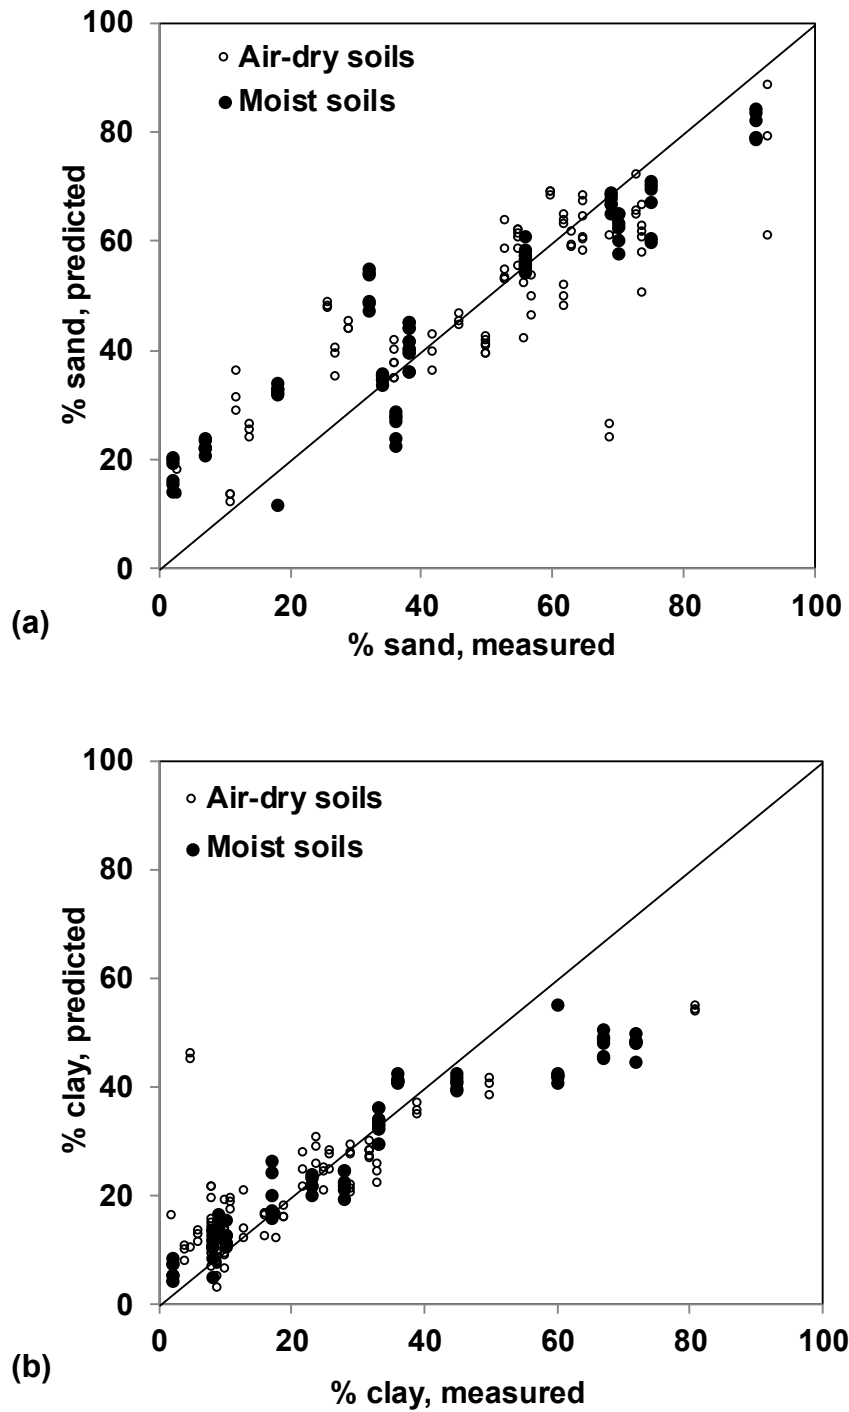 100
80
60
40
20
0
% sand, predicted
Air-dry soils
Moist soils
0 20 40 60 80 100
% sand, measured
(a)
100
80
60
40
20
0
% clay, predicted
Air-dry soils
Moist soils
0 20 40 60 80 100
% clay, measured
(b)